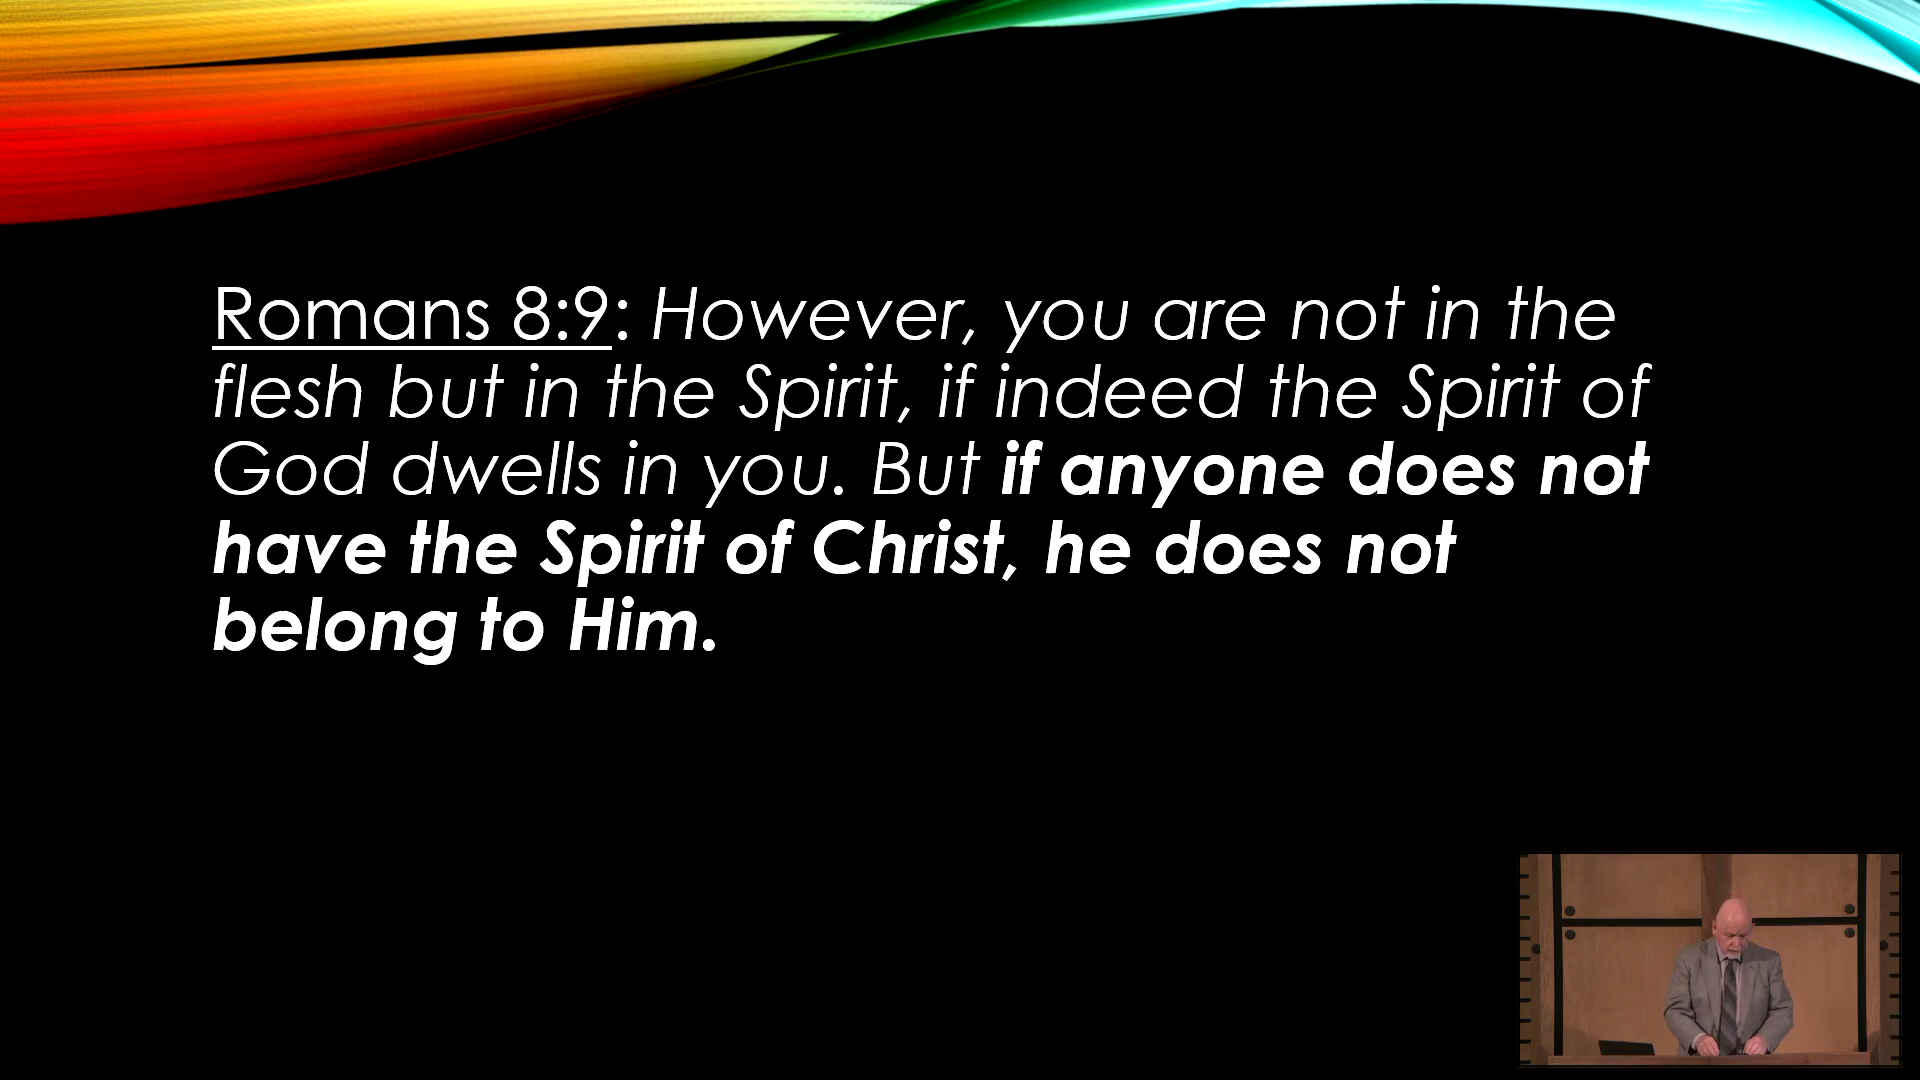 Romans 8:9: However, you are not in the
flesh but in the Spirit, if indeed the Spirit of
God dwells in you. But if anyone does not
have the Spirit of Christ, he does not
belong to Him.